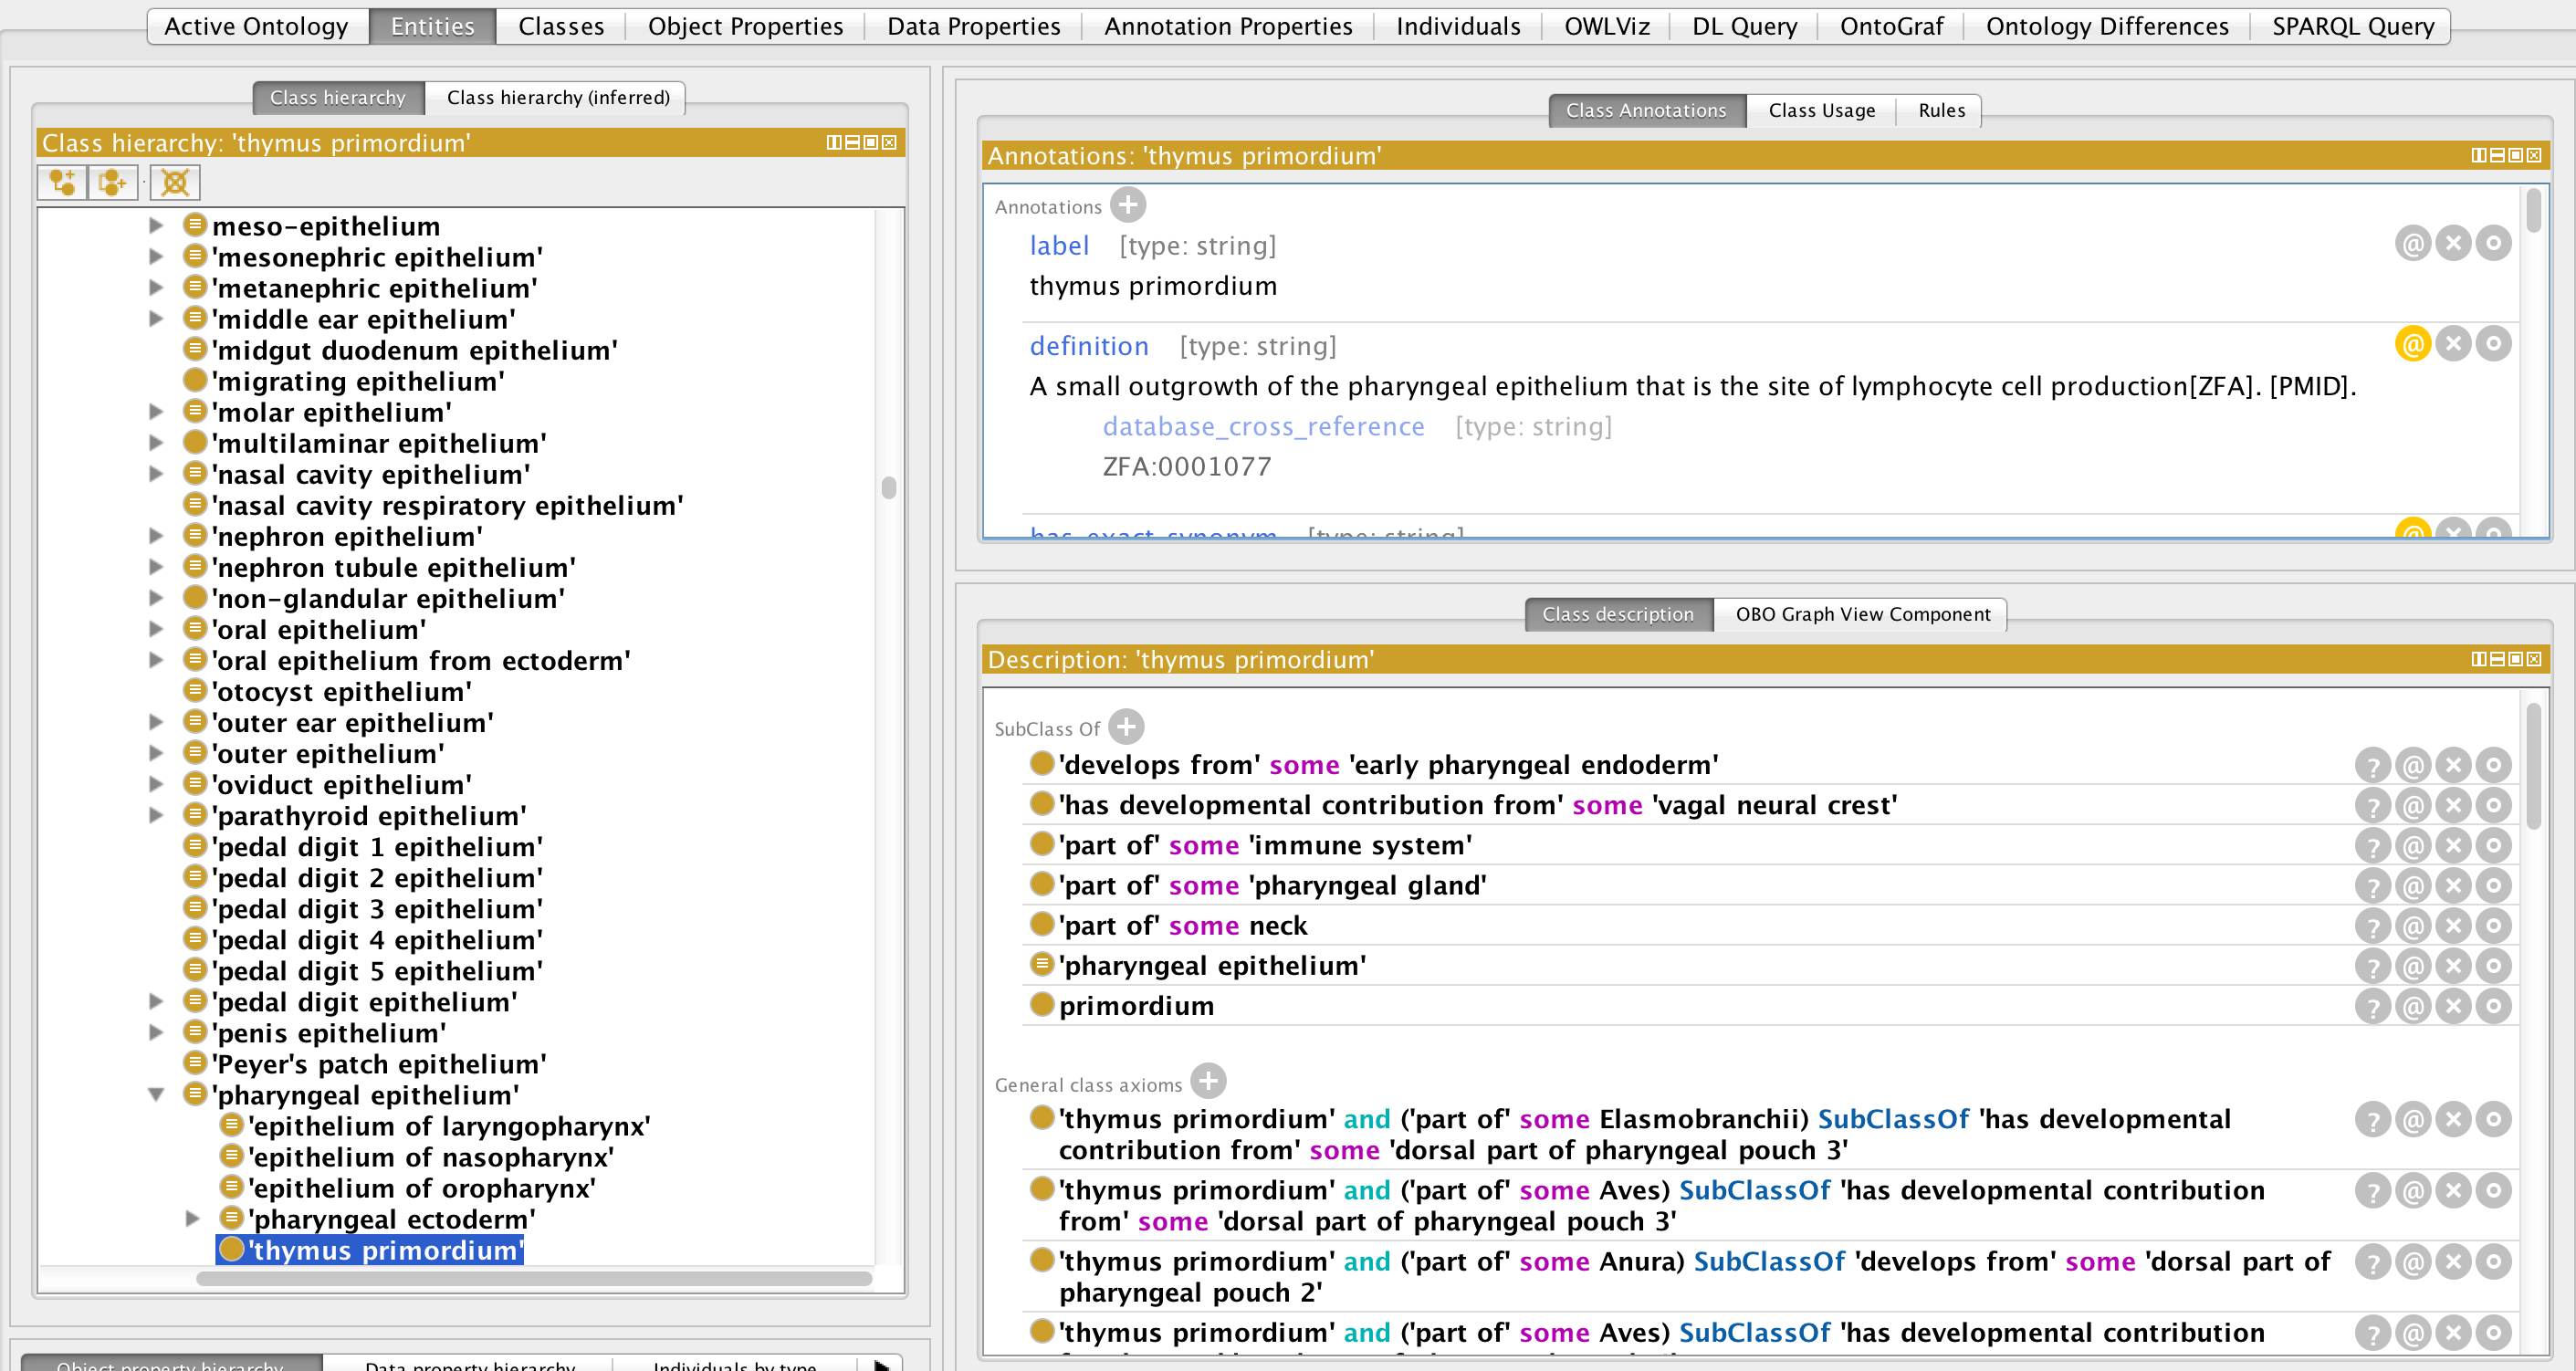 Active Ontology Entities Classes Object Properties Data Properties Annotation Properties Individuals OWLViz DL Query OntoGraf Ontology Differences SPARQL Query
Class hierarchy Class hierarchy (inferred)
Class hierarchy: 'thymus primordium'
meso-epithelium
'mesonephric epithelium'
'metanephric epithelium'
'middle ear epithelium'
'midgut duodenum epithelium'
'migrating epithelium'
'molar epithelium'
'multilaminar epithelium'
'nasal cavity epithelium'
'nasal cavity respiratory epithelium'
'nephron epithelium'
'nephron tubule epithelium'
'non-glandular epithelium'
'oral epithelium'
'oral epithelium from ectoderm'
'otocyst epithelium'
'outer ear epithelium'
'outer epithelium'
'oviduct epithelium'
'parathyroid epithelium'
'pedal digit 1 epithelium'
'pedal digit 2 epithelium'
'pedal digit 3 epithelium'
'pedal digit 4 epithelium'
'pedal digit 5 epithelium'
'pedal digit epithelium'
'penis epithelium'
'Peyer's patch epithelium'
'pharyngeal epithelium'
'epithelium of laryngopharynx'
'epithelium of nasopharynx'
'epithelium of oropharynx'
'pharyngeal ectoderm'
'thymus primordium'
Object property hierarchy Data property hierarchy Individuals by type
Class Annotations Class Usage Rules
Annotations: 'thymus primordium'
Annotations
label [type: string]
thymus primordium
definition [type: string]
A small outgrowth of the pharyngeal epithelium that is the site of lymphocyte cell production[ZFA]. [PMID].
database_cross_reference [type: string]
ZFA:0001077
has_exact_synonym [type: string]
Class description OBO Graph View Component
Description: 'thymus primordium'
SubClass Of
'develops from' some 'early pharyngeal endoderm'
'has developmental contribution from' some 'vagal neural crest'
'part of' some 'immune system'
'part of' some 'pharyngeal gland'
'part of' some neck
'pharyngeal epithelium'
primordium
General class axioms
'thymus primordium' and ('part of' some Elasmobranchii) SubClassOf 'has developmental
contribution from' some 'dorsal part of pharyngeal pouch 3'
'thymus primordium' and ('part of' some Aves) SubClassOf 'has developmental contribution
from' some 'dorsal part of pharyngeal pouch 3'
'thymus primordium' and ('part of' some Anura) SubClassOf 'develops from' some 'dorsal part of
pharyngeal pouch 2'
'thymus primordium' and ('part of' some Aves) SubClassOf 'has developmental contribution